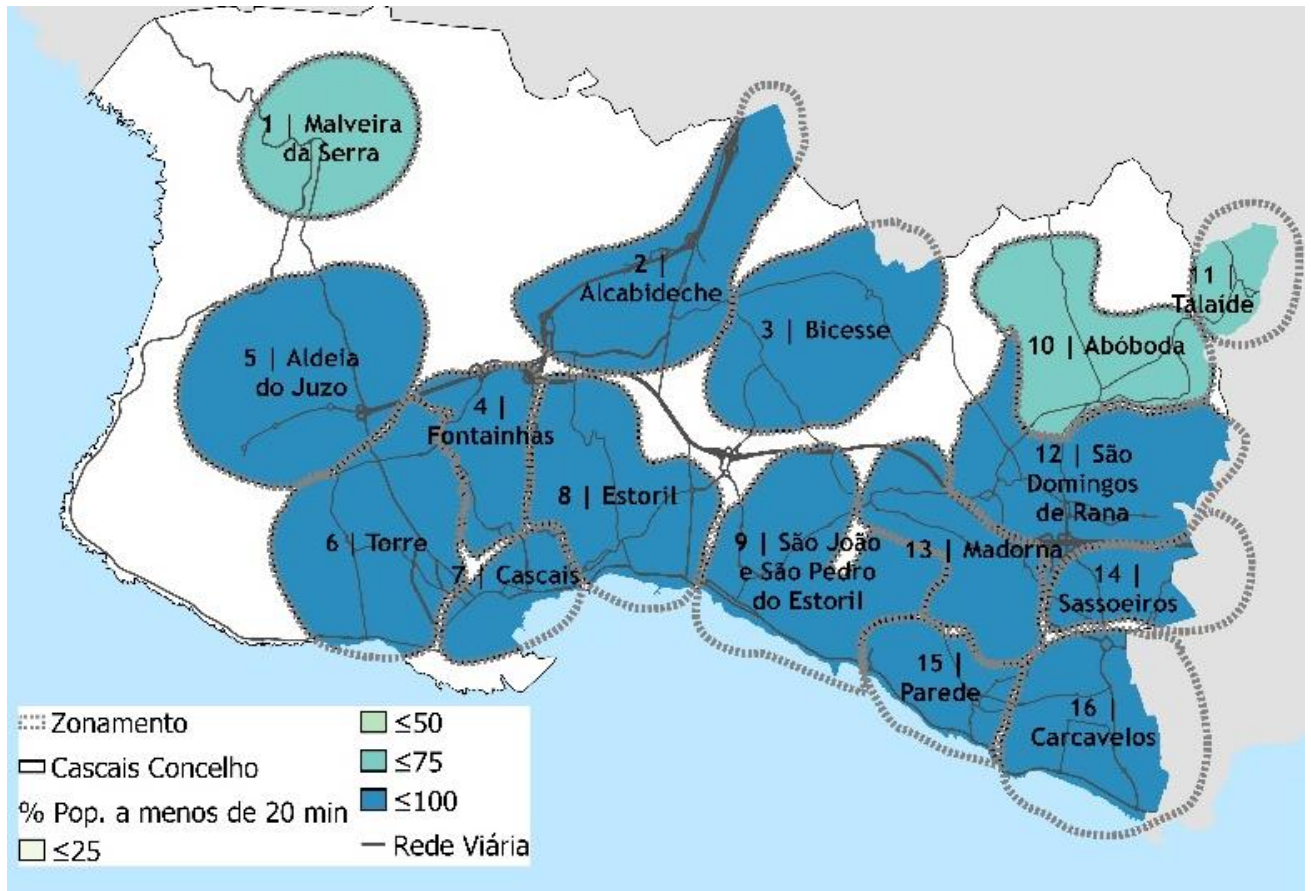 1 | Malveira
da Serra
2 |
Alcabideche
3 | Bicesse
11 |
Talaíde
10 | Abóboda
5 | Aldeia
do Juzo
4 |
Fontainhas
12 | São
Domingos
de Rana
8 | Estoril
6 | Torre
9 | São João
e São Pedro
do Estoril
13 | Madorna
7 | Cascais
14 |
Sassoeiros
15 |
Parede
16 |
Carcavelos
Zonamento
Cascais Concelho
% Pop. a menos de 20 min
≤25
≤50
≤75
≤100
Rede Viária